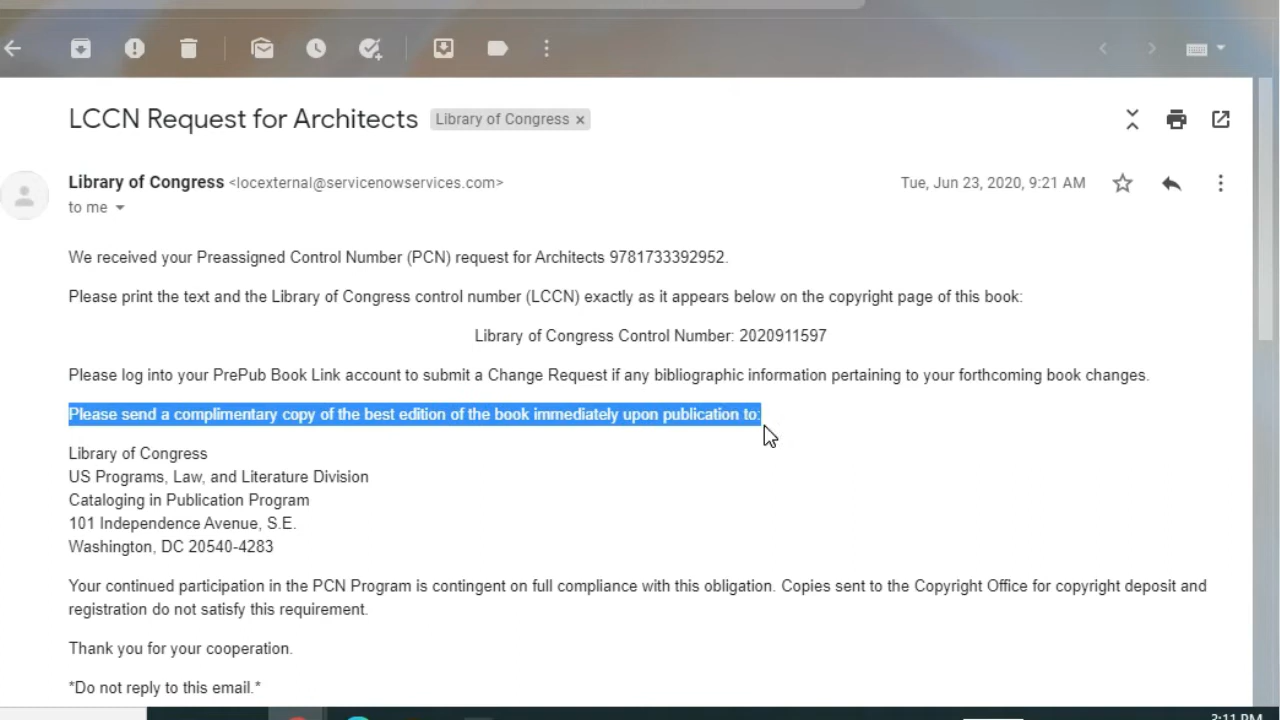 LCCN Request for Architects Library of Congress ×
Library of Congress <locexternal@servicenowservices.com> Tue, Jun 23, 2020, 9:21 AM
to me
We received your Preassigned Control Number (PCN) request for Architects 9781733392952.
Please print the text and the Library of Congress control number (LCCN) exactly as it appears below on the copyright page of this book:
Library of Congress Control Number: 2020911597
Please log into your PrePub Book Link account to submit a Change Request if any bibliographic information pertaining to your forthcoming book changes.
Please send a complimentary copy of the best edition of the book immediately upon publication to:
Library of Congress
US Programs, Law, and Literature Division
Cataloging in Publication Program
101 Independence Avenue, S.E.
Washington, DC 20540-4283
Your continued participation in the PCN Program is contingent on full compliance with this obligation. Copies sent to the Copyright Office for copyright deposit and
registration do not satisfy this requirement.
Thank you for your cooperation.
*Do not reply to this email.*
3:11 PM